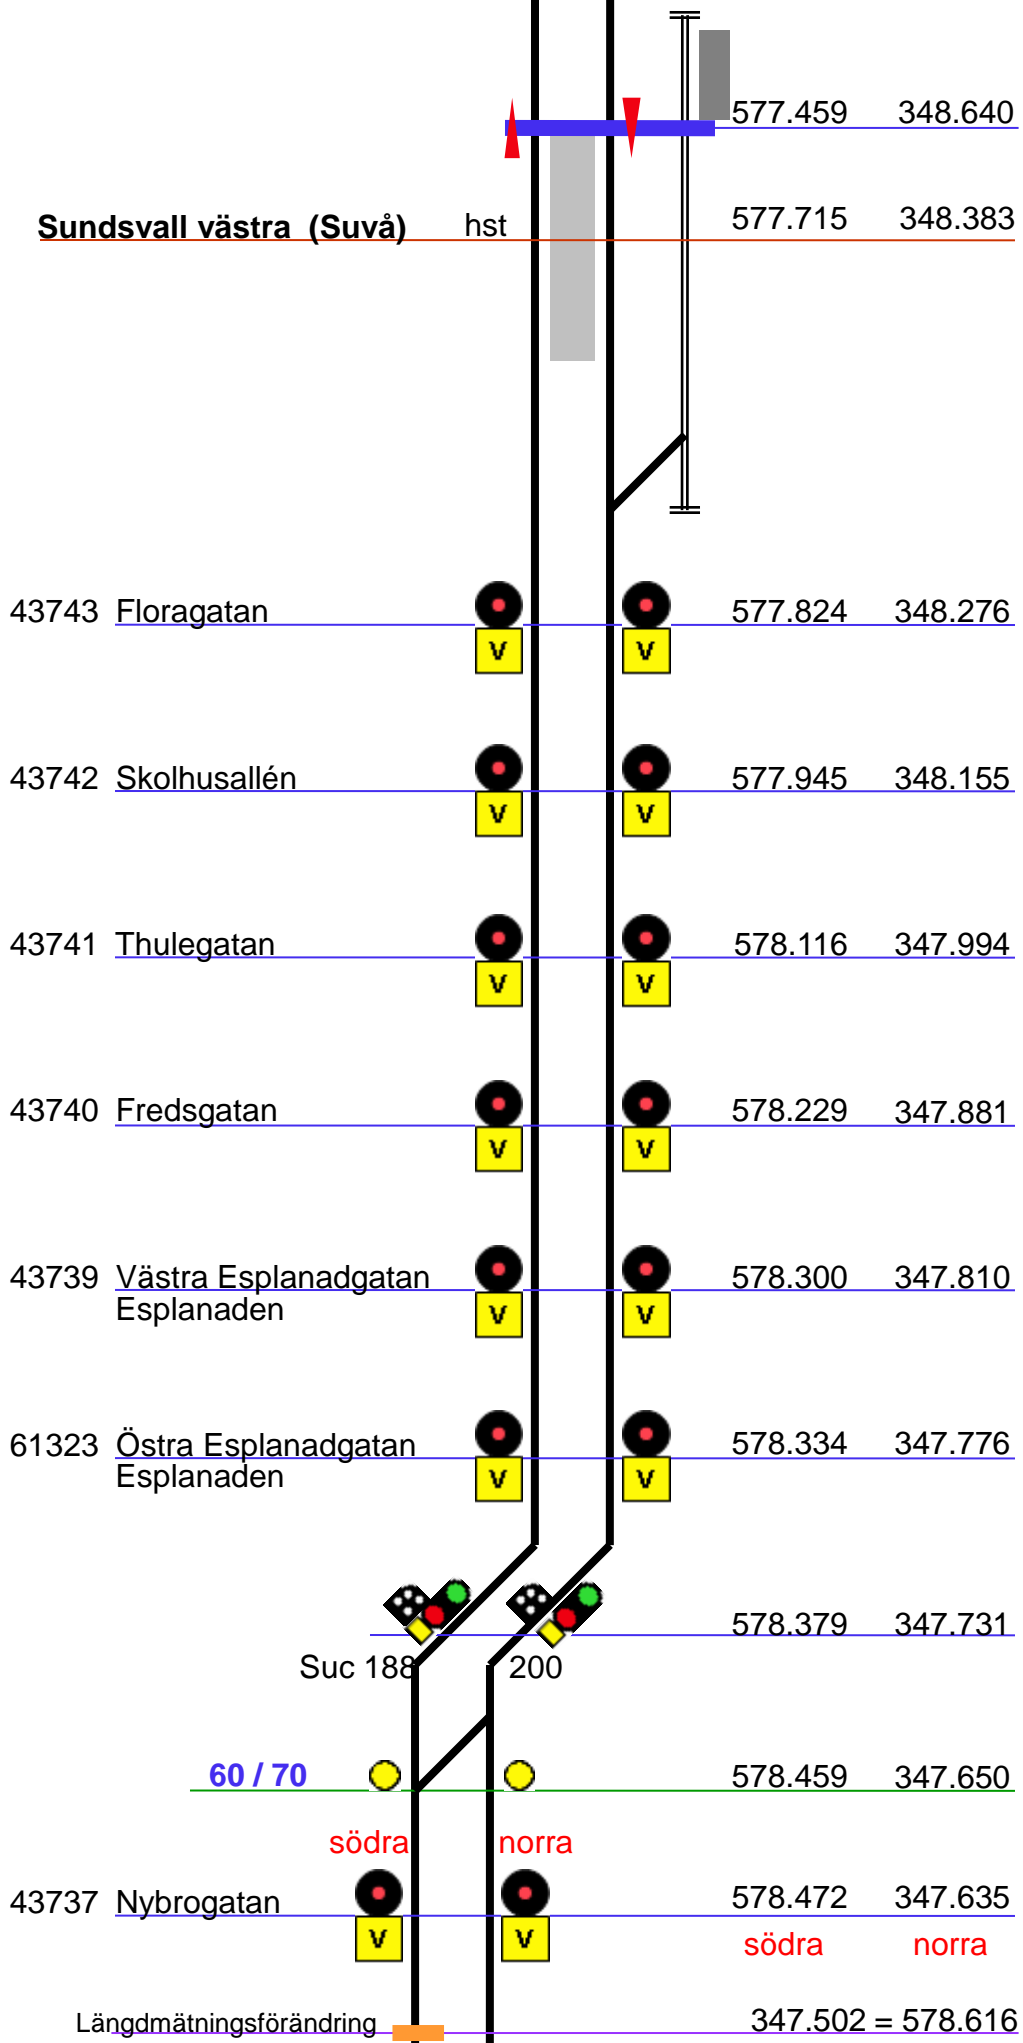 577.459 348.640
Sundsvall västra (Suvå) hst 577.715 348.383
43743 Floragatan 577.824 348.276
V V
43742 Skolhusallén 577.945 348.155
V V
43741 Thulegatan 578.116 347.994
V V
43740 Fredsgatan 578.229 347.881
V V
43739 Västra Esplanadgatan 578.300 347.810
Esplanaden V V
61323 Östra Esplanadgatan 578.334 347.776
Esplanaden V V
578.379 347.731
Suc 188 200
60 / 70 578.459 347.650
södra norra
43737 Nybrogatan 578.472 347.635
V V södra norra
Längdmätningsförändring 347.502 = 578.616